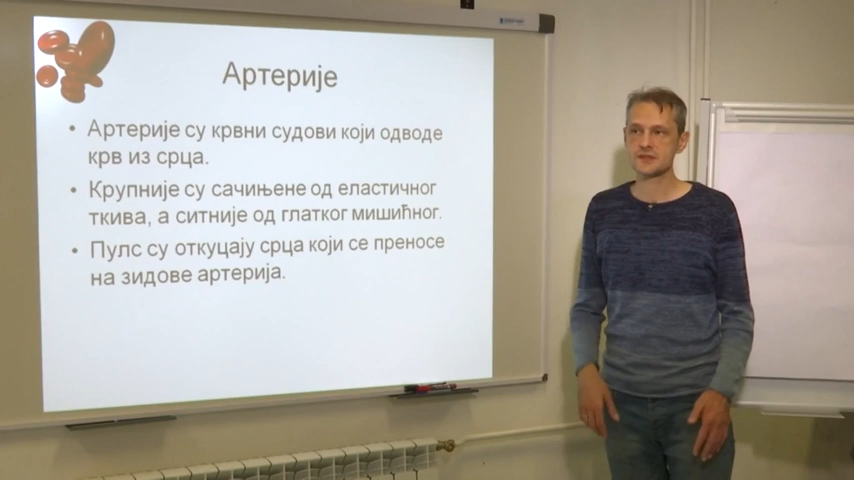 Артерије
• Артерије су крвни судови који одводе
крв из срца.
• Крупније су сачињене од еластичног
ткива, а ситније од глатког мишићног.
• Пулс су откуцају срца који се преносе
на зидове артерија.